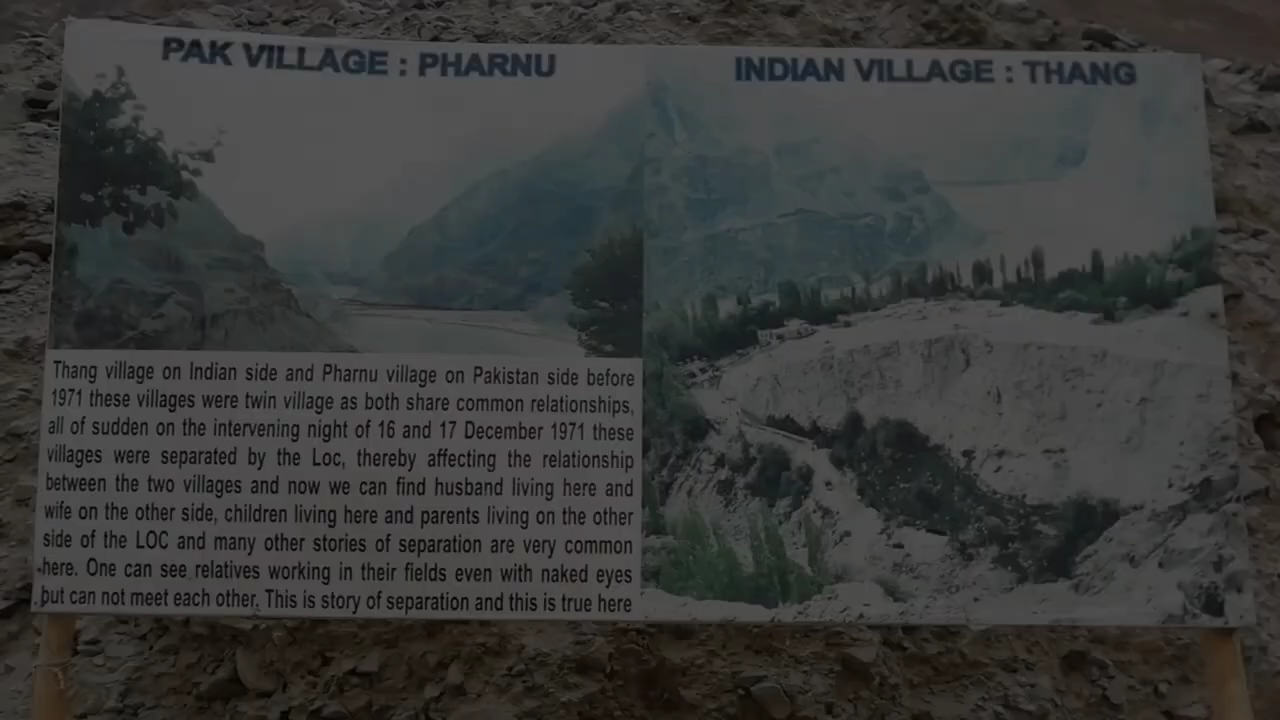 PAK VILLAGE : PHARNU
INDIAN VILLAGE : THANG
Thang village on Indian side and Pharnu village on Pakistan side before
1971 these villages were twin village as both share common relationships,
all of sudden on the intervening night of 16 and 17 December 1971 these
villages were separated by the Loc, thereby affecting the relationship
between the two villages and now we can find husband living here and
wife on the other side, children living here and parents living on the other
side of the LOC and many other stories of separation are very common
here. One can see relatives working in their fields even with naked eyes
but can not meet each other. This is story of separation and this is true here